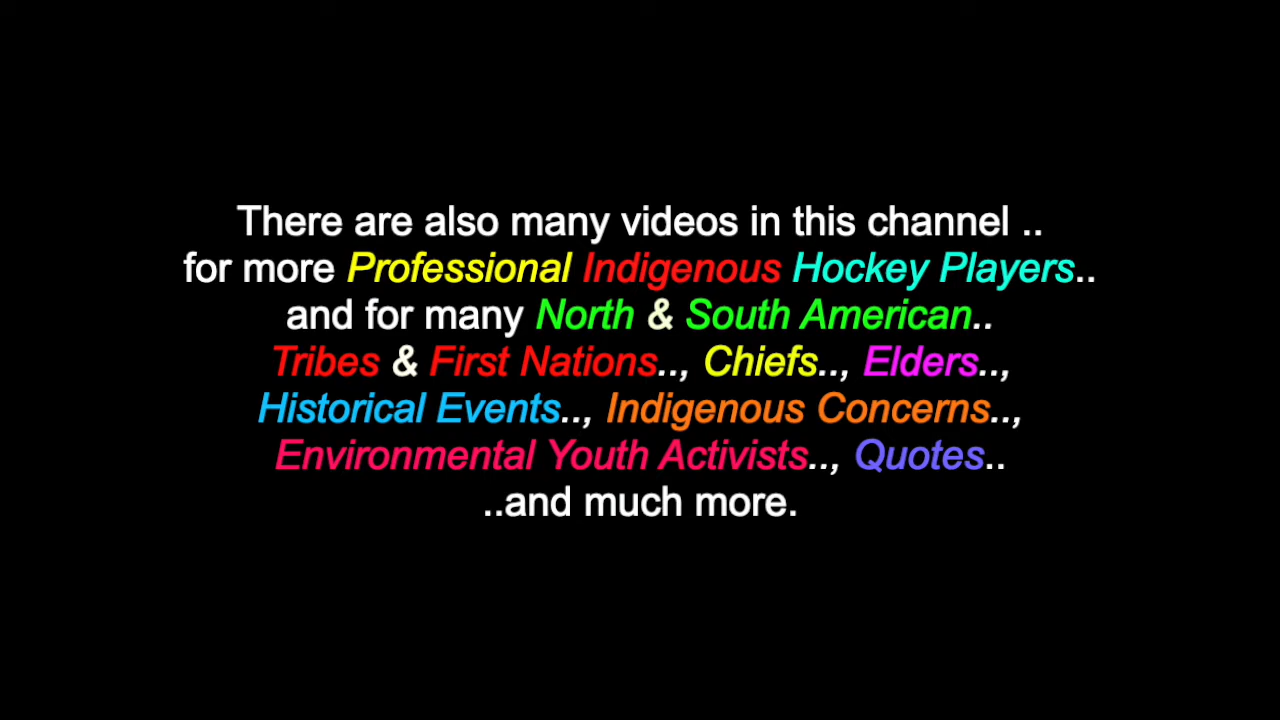 There are also many videos in this channel ..
for more Professional Indigenous Hockey Players..
and for many North & South American..
Tribes & First Nations.., Chiefs.., Elders..,
Historical Events.., Indigenous Concerns..,
Environmental Youth Activists.., Quotes..
..and much more.